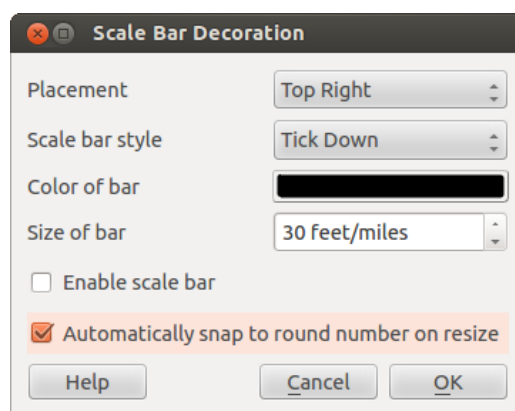 Scale Bar Decoration
Placement Top Right
Scale bar style Tick Down
Color of bar
Size of bar 30 feet/miles
Enable scale bar
Automatically snap to round number on resize
Help Cancel OK